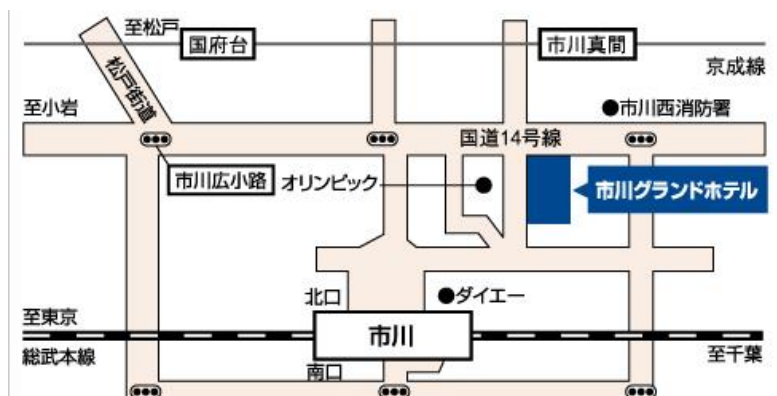 至松戸
国府台
市川真間
京成線
松戸街道
至小岩
●市川西消防署
国道14号線
市川広小路
オリンピック
市川グランドホテル
北口
●ダイエー
至東京
市川
総武本線
至千葉
南口